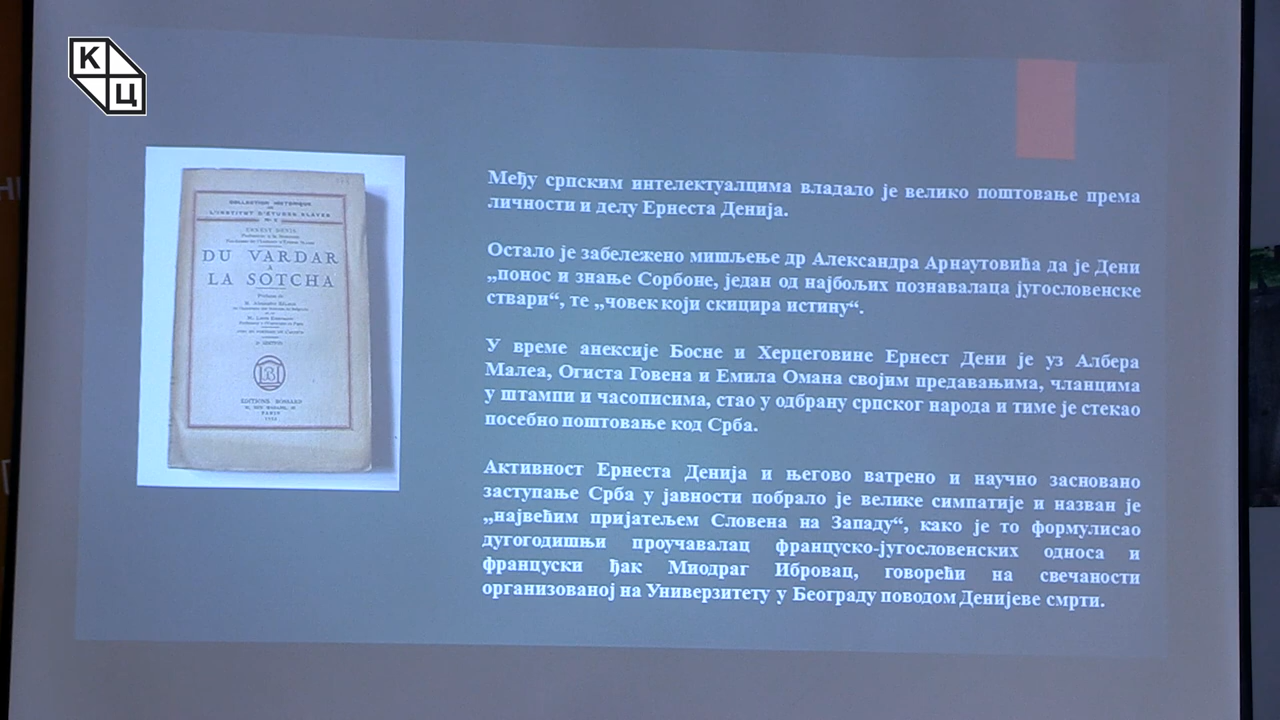 К
Ц
COLLECTION HISTORIQUE
DE
L'INSTITUT D'ÉTUDES SLAVES
ERNEST DENIS
DU VARDAR
A
LA SOTCHA
EDITIONS BOSSARD
PARIS
Међу српским интелектуалцима владало је велико поштовање према
личности и делу Ернеста Денија.
Остало је забележено мишљење др Александра Арнаутовића да је Дени
„понос и знање Сорбоне, један од најбољих познавалаца југословенске
ствари“, те „човек који скицира истину“.
У време анексије Босне и Херцеговине Ернест Дени је уз Албера
Малеа, Огиста Говена и Емила Омана својим предавањима, чланцима
у штампи и часописима, стао у одбрану српског народа и тиме је стекао
посебно поштовање код Срба.
Активност Ернеста Денија и његово ватрено и научно засновано
заступање Срба у јавности побрало је велике симпатије и назван је
„највећим пријатељем Словена на Западу“, како је то формулисао
дугогодишњи проучавалац француско-југословенских односа и
француски ђак Миодраг Ибровац, говорећи на свечаности
организованој на Универзитету у Београду поводом Денијеве смрти.